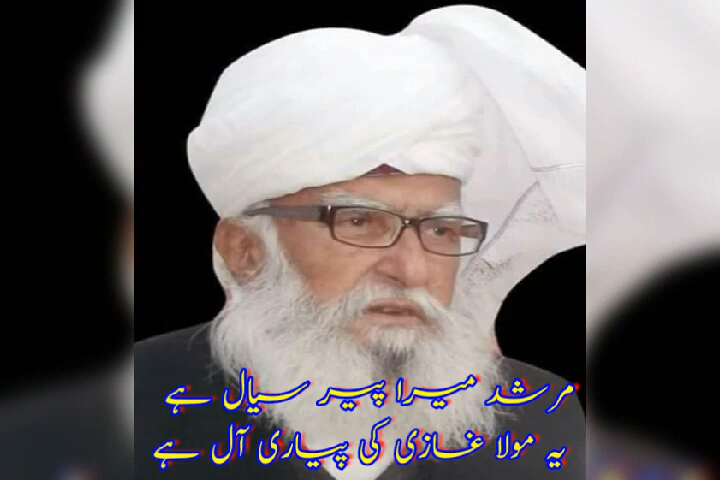 مرشد میرا پیر سیال ہے
یہ مولا غازی کی پیاری آل ہے